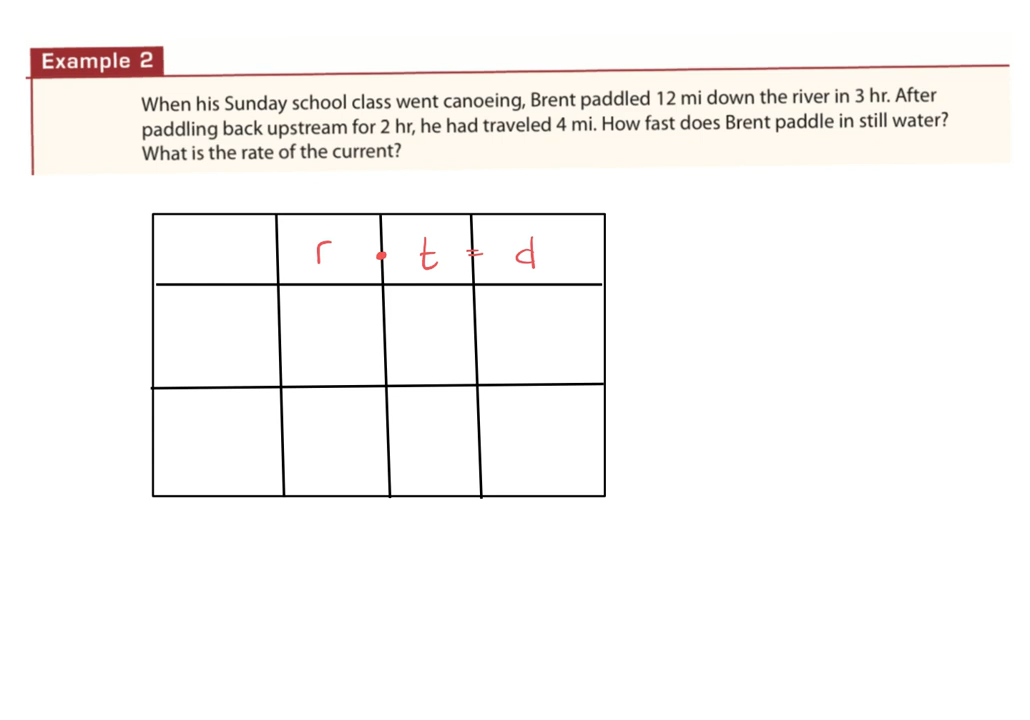 Example 2
When his Sunday school class went canoeing, Brent paddled 12 mi down the river in 3 hr. After
paddling back upstream for 2 hr, he had traveled 4 mi. How fast does Brent paddle in still water?
What is the rate of the current?
r • t = d